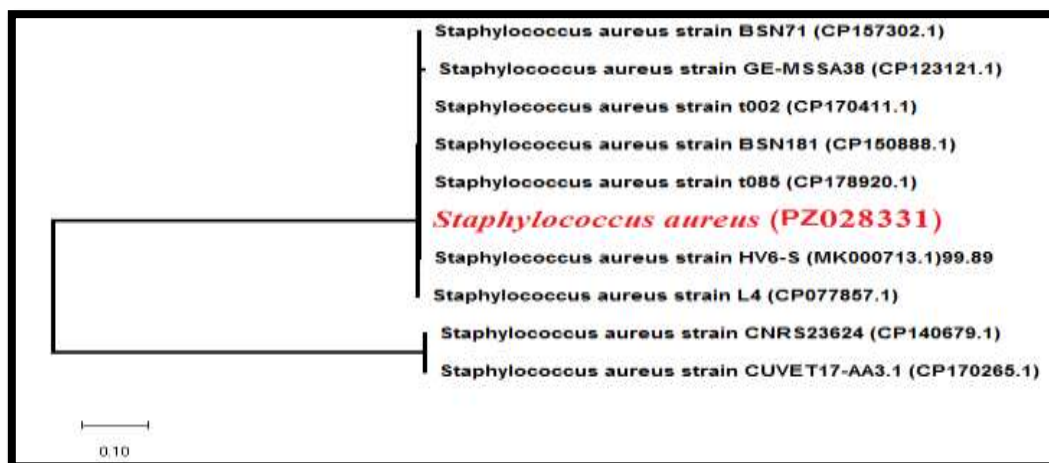 Staphylococcus aureus strain BSN71 (CP157302.1)
Staphylococcus aureus strain GE-MSSA38 (CP123121.1)
Staphylococcus aureus strain t002 (CP170411.1)
Staphylococcus aureus strain BSN181 (CP150888.1)
Staphylococcus aureus strain t085 (CP178920.1)
Staphylococcus aureus (PZ028331)
Staphylococcus aureus strain HV6-S (MK000713.1)99.89
Staphylococcus aureus strain L4 (CP077857.1)
Staphylococcus aureus strain CNRS23624 (CP140679.1)
Staphylococcus aureus strain CUVET17-AA3.1 (CP170265.1)
0.10